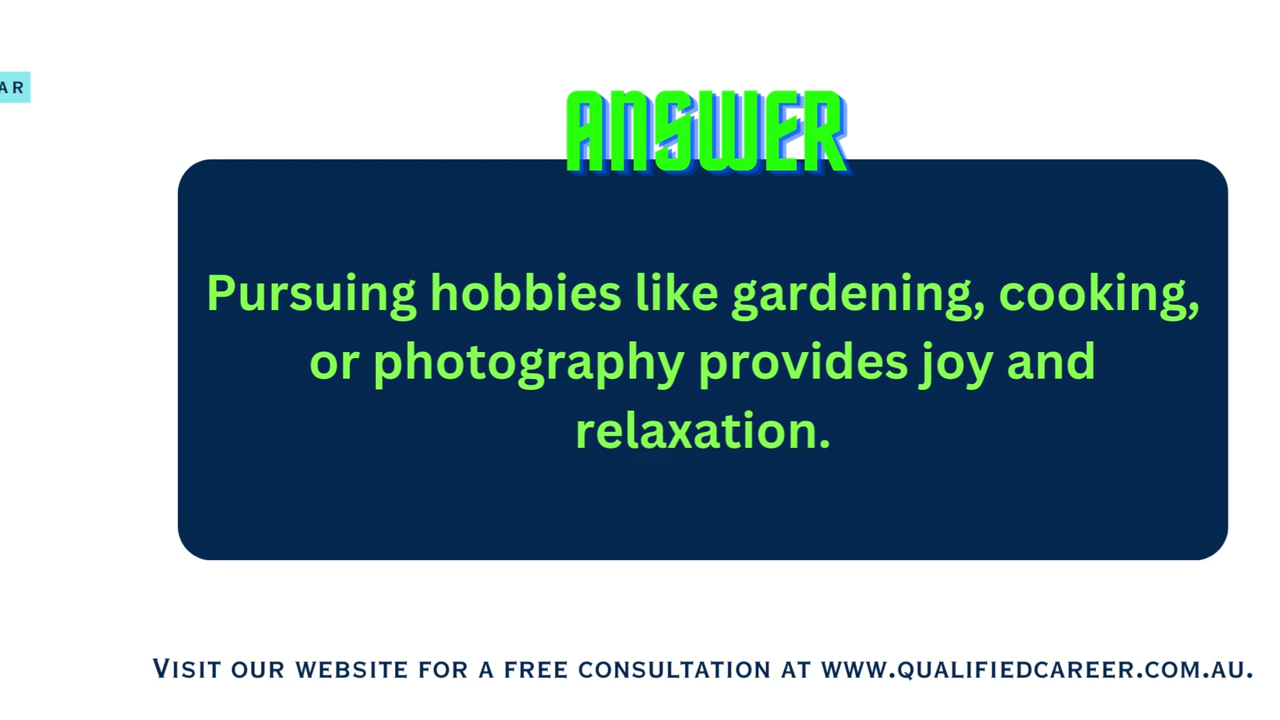 AR
ANSWER
Pursuing hobbies like gardening, cooking,
or photography provides joy and
relaxation.
Visit our website for a free consultation at www.qualifiedcareer.com.au.